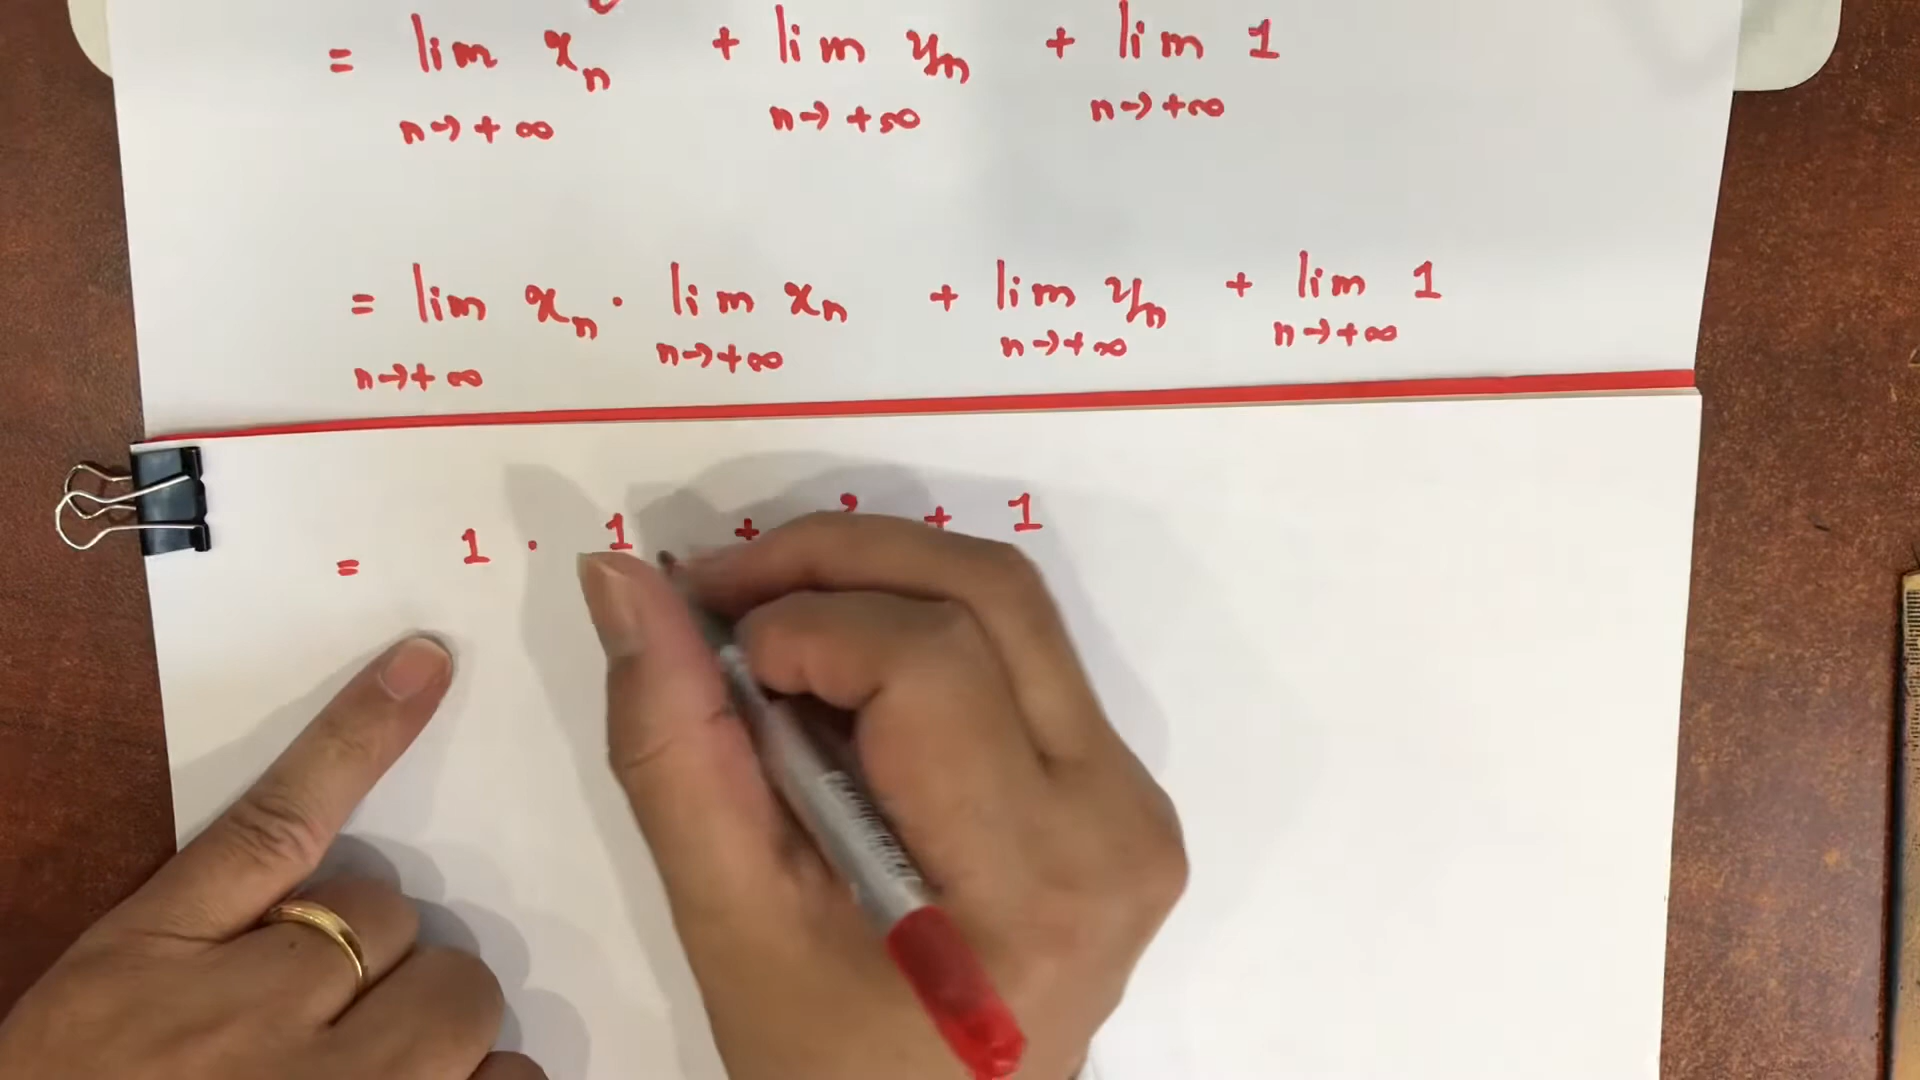 = lim xₙ + lim yₙ + lim 1
n→+∞ n→+∞ n→+∞
= lim xₙ · lim xₙ + lim yₙ + lim 1
n→+∞ n→+∞ n→+∞ n→+∞
= 1 · 1 + + 1